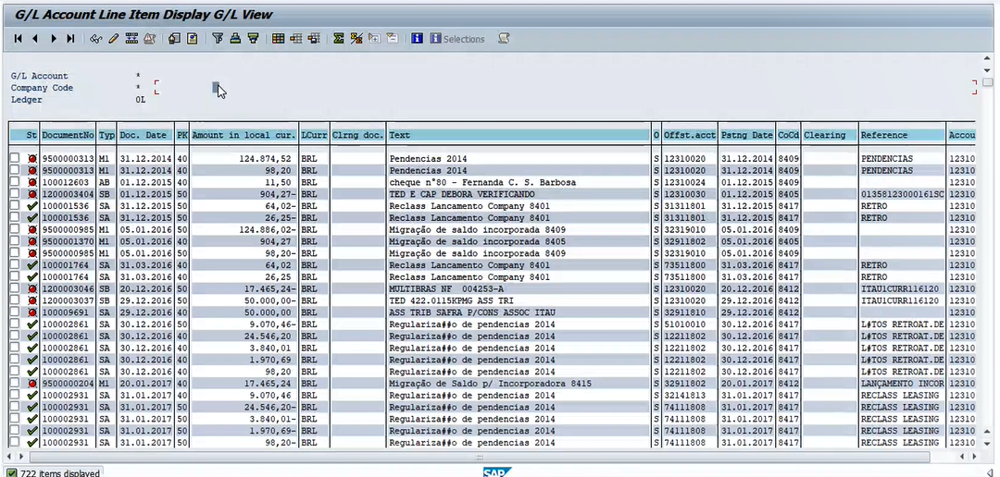 G/L Account Line Item Display G/L View
Selections
G/L Account *
Company Code *
Ledger 0L
St DocumentNo Typ Doc. Date PK Amount in local cur. LCurr Clrng doc. Text O Offst.acct Pstng Date CoCd Clearing Reference Accou
9500000313 M1 31.12.2014 40 124.874,52 BRL Pendencias 2014 S 12310020 31.12.2014 8409 PENDENCIAS 12310
9500000313 M1 31.12.2014 40 98,20 BRL Pendencias 2014 S 12310020 31.12.2014 8409 PENDENCIAS 12310
100012603 AB 01.12.2015 40 11,50 BRL cheque n°80 - Fernanda C. S. Barbosa S 12310024 01.12.2015 8409 12310
1200003404 SB 01.12.2015 50 904,27- BRL TED E CAP DEBORA VERIFICANDO S 12310030 01.12.2015 8405 01358123000161SC 12310
100001536 SA 31.12.2015 50 64,02- BRL Reclass Lancamento Company 8401 S 31311801 31.12.2015 8417 RETRO 12310
100001536 SA 31.12.2015 50 26,25- BRL Reclass Lancamento Company 8401 S 31311801 31.12.2015 8417 RETRO 12310
9500000985 M1 05.01.2016 50 124.886,02- BRL Migração de saldo incorporada 8409 S 32319010 05.01.2016 8409 12310
9500001370 M1 05.01.2016 40 904,27 BRL Migração de saldo incorporada 8405 S 32911802 05.01.2016 8405 12310
9500000985 M1 05.01.2016 50 98,20- BRL Migração de saldo incorporada 8409 S 32319010 05.01.2016 8409 12310
100001764 SA 31.03.2016 40 64,02 BRL Reclass Lancamento Company 8401 S 73511800 31.03.2016 8417 RETRO 12310
100001764 SA 31.03.2016 40 26,25 BRL Reclass Lancamento Company 8401 S 73511800 31.03.2016 8417 RETRO 12310
1200003046 SB 20.12.2016 50 17.465,24- BRL MULTIBRAS NF 004253-A S 12310020 20.12.2016 8412 ITAU1CURR116120 12310
1200003037 SB 29.12.2016 50 50.000,00- BRL TED 422.0115KPMG ASS TRI S 12310020 29.12.2016 8412 ITAU1CURR116120 12310
100009691 SA 29.12.2016 40 50.000,00 BRL ASS TRIB SAFRA P/CONS ASSOC ITAU S 32911810 29.12.2016 8412 12310
100002861 SA 30.12.2016 50 9.070,46- BRL Regulariza##o de pendencias 2014 S 51010010 30.12.2016 8417 L#TOS RETROAT.DE 12310
100002861 SA 30.12.2016 40 24.546,20 BRL Regulariza##o de pendencias 2014 S 12211802 30.12.2016 8417 L#TOS RETROAT.DE 12310
100002861 SA 30.12.2016 40 3.840,01 BRL Regulariza##o de pendencias 2014 S 12211802 30.12.2016 8417 L#TOS RETROAT.DE 12310
100002861 SA 30.12.2016 40 1.970,69 BRL Regulariza##o de pendencias 2014 S 12211802 30.12.2016 8417 L#TOS RETROAT.DE 12310
100002861 SA 30.12.2016 40 98,20 BRL Regulariza##o de pendencias 2014 S 12211802 30.12.2016 8417 L#TOS RETROAT.DE 12310
9500000204 M1 20.01.2017 40 17.465,24 BRL Migração de Saldo p/ Incorporadora 8415 S 32911802 20.01.2017 8412 LANÇAMENTO INCOR 12310
100002931 SA 31.01.2017 40 9.070,46 BRL Regulariza##o de pendencias 2014 S 32141813 31.01.2017 8417 RECLASS LEASING 12310
100002931 SA 31.01.2017 50 24.546,20- BRL Regulariza##o de pendencias 2014 S 74111808 31.01.2017 8417 RECLASS LEASING 12310
100002931 SA 31.01.2017 50 3.840,01- BRL Regulariza##o de pendencias 2014 S 74111808 31.01.2017 8417 RECLASS LEASING 12310
100002931 SA 31.01.2017 50 1.970,69- BRL Regulariza##o de pendencias 2014 S 74111808 31.01.2017 8417 RECLASS LEASING 12310
100002931 SA 31.01.2017 50 98,20- BRL Regulariza##o de pendencias 2014 S 74111808 31.01.2017 8417 RECLASS LEASING 12310
722 items displayed
SAP